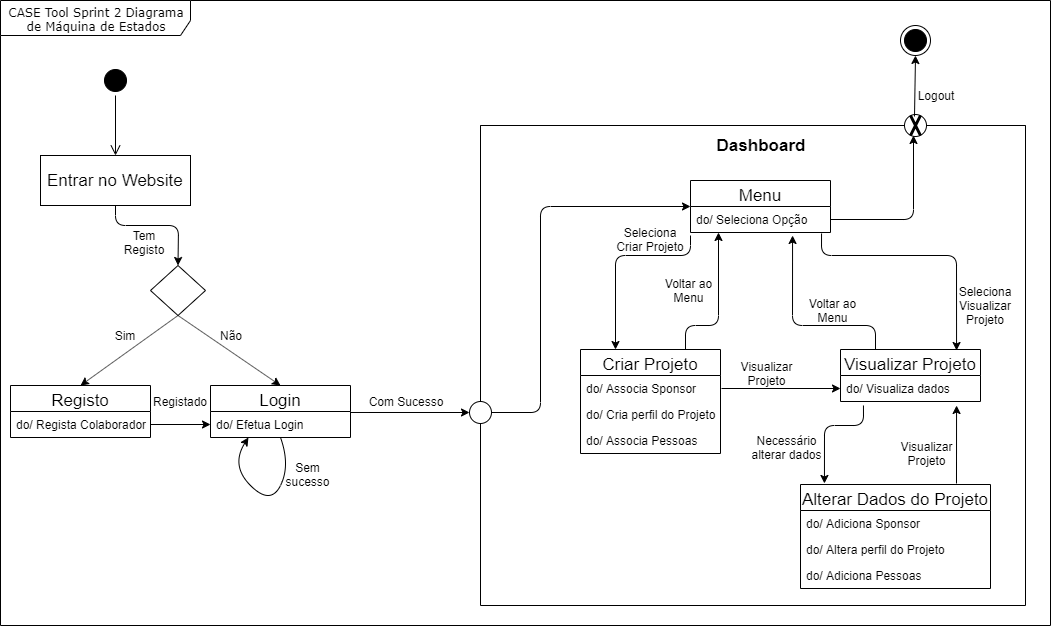 CASE Tool Sprint 2 Diagrama
de Máquina de Estados
Entrar no Website
Tem
Registo
Sim
Não
Registo
do/ Regista Colaborador
Registado
Login
do/ Efetua Login
Sem
sucesso
Com Sucesso
Logout
X
Dashboard
Menu
do/ Seleciona Opção
Seleciona
Criar Projeto
Voltar ao
Menu
Voltar ao
Menu
Seleciona
Visualizar
Projeto
Criar Projeto
do/ Associa Sponsor
do/ Cria perfil do Projeto
do/ Associa Pessoas
Visualizar
Projeto
Visualizar Projeto
do/ Visualiza dados
Necessário
alterar dados
Visualizar
Projeto
Alterar Dados do Projeto
do/ Adiciona Sponsor
do/ Altera perfil do Projeto
do/ Adiciona Pessoas